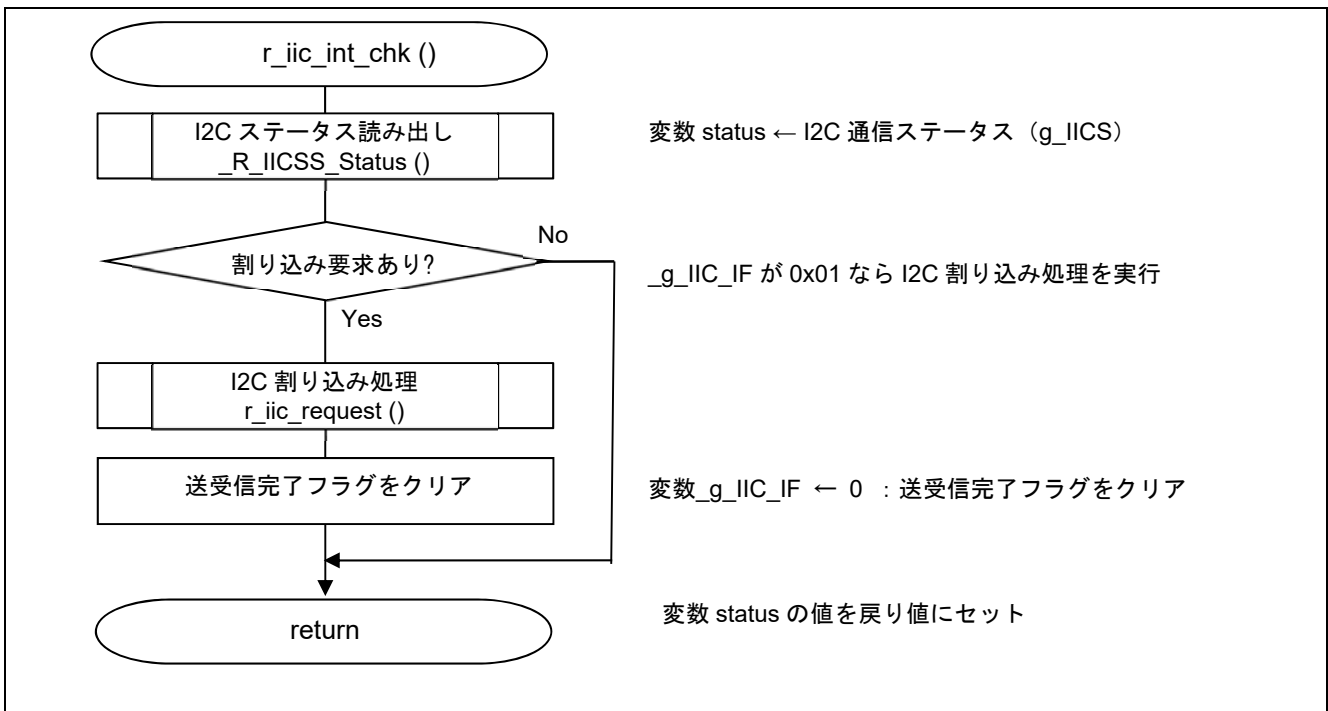 r_iic_int_chk ()
I2C ステータス読み出し
_R_IICSS_Status ()
変数 status ← I2C 通信ステータス（g_IICS）
No
割り込み要求あり?
_g_IIC_IF が 0x01 なら I2C 割り込み処理を実行
Yes
I2C 割り込み処理
r_iic_request ()
送受信完了フラグをクリア
変数_g_IIC_IF ← 0 ：送受信完了フラグをクリア
return
変数 status の値を戻り値にセット